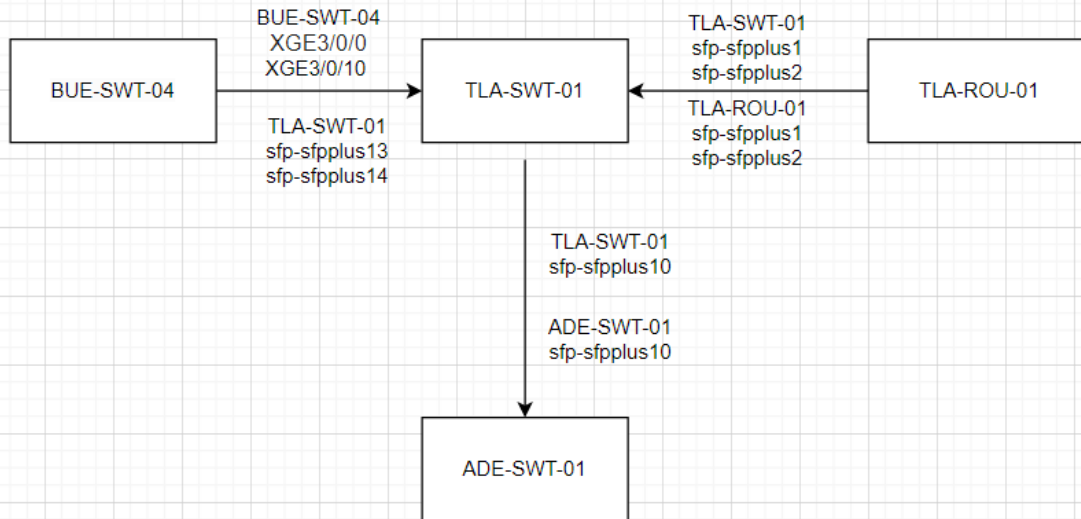 BUE-SWT-04
XGE3/0/0
XGE3/0/10
BUE-SWT-04
TLA-SWT-01
sfp-sfpplus13
sfp-sfpplus14
TLA-SWT-01
TLA-SWT-01
sfp-sfpplus1
sfp-sfpplus2
TLA-ROU-01
sfp-sfpplus1
sfp-sfpplus2
TLA-ROU-01
TLA-SWT-01
sfp-sfpplus10
ADE-SWT-01
sfp-sfpplus10
ADE-SWT-01